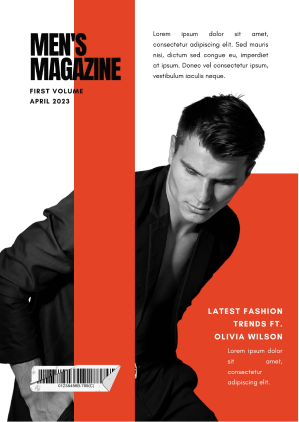 MEN'S
MAGAZINE
FIRST VOLUME
APRIL 2023
Lorem ipsum dolor sit amet,
consectetur adipiscing elit. Sed mauris
nisi, dictum sed congue eu, imperdiet
at ipsum. Donec vel consectetur ipsum,
vestibulum iaculis neque.
LATEST FASHION
TRENDS FT.
OLIVIA WILSON
Lorem ipsum dolor
sit amet,
consectetur
adipiscing elit.